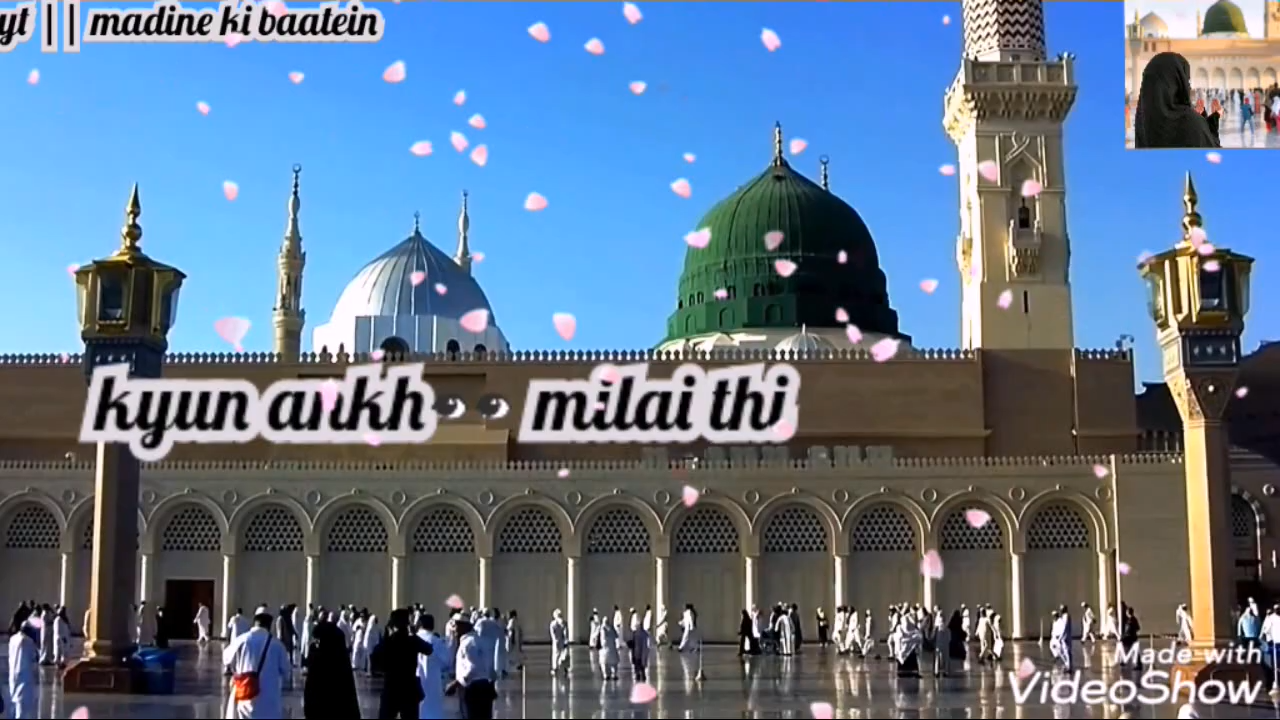 yt || madine ki baatein
kyun ankh👀 milai thi
Made with
VideoShow